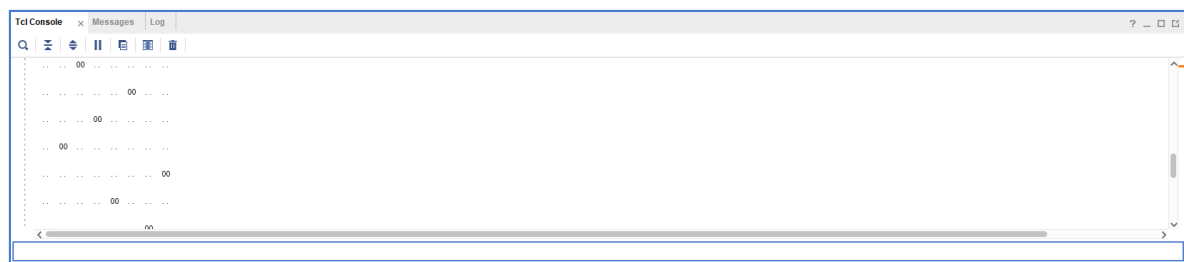 Tcl Console × Messages Log ?
.. .. 00 .. .. .. .. ..
.. .. .. .. .. 00 .. ..
.. .. .. 00 .. .. .. ..
.. 00 .. .. .. .. .. ..
.. .. .. .. .. .. .. 00
.. .. .. .. 00 .. .. ..